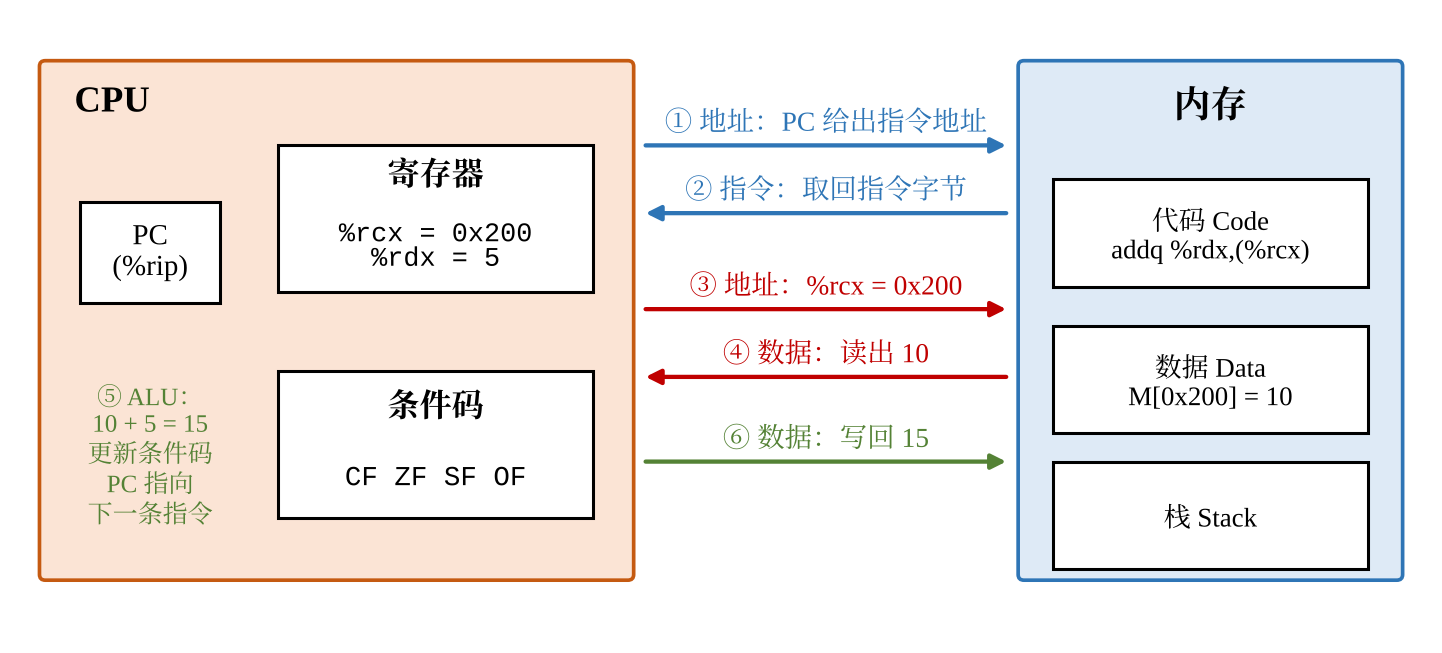 CPU
PC
(%rip)
寄存器
%rcx = 0x200
%rdx = 5
⑤ ALU：
10 + 5 = 15
更新条件码
PC 指向
下一条指令
条件码
CF ZF SF OF
① 地址：PC 给出指令地址
② 指令：取回指令字节
③ 地址：%rcx = 0x200
④ 数据：读出 10
⑥ 数据：写回 15
内存
代码 Code
addq %rdx,(%rcx)
数据 Data
M[0x200] = 10
栈 Stack